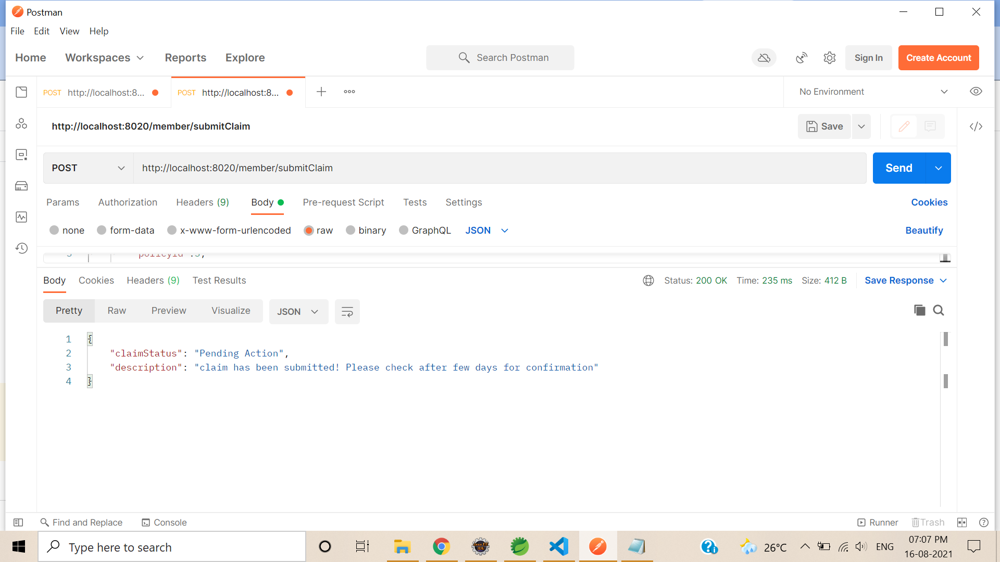 Postman
File Edit View Help
Home Workspaces Reports Explore Search Postman Sign In Create Account
POST http://localhost:8... POST http://localhost:8... No Environment
http://localhost:8020/member/submitClaim Save
POST http://localhost:8020/member/submitClaim Send
Params Authorization Headers (9) Body Pre-request Script Tests Settings Cookies
none form-data x-www-form-urlencoded raw binary GraphQL JSON Beautify
Body Cookies Headers (9) Test Results Status: 200 OK Time: 235 ms Size: 412 B Save Response
Pretty Raw Preview Visualize JSON
1 {
2 "claimStatus": "Pending Action",
3 "description": "claim has been submitted! Please check after few days for confirmation"
4 }
Find and Replace Console Runner Trash
Type here to search 26°C ENG 07:07 PM
16-08-2021